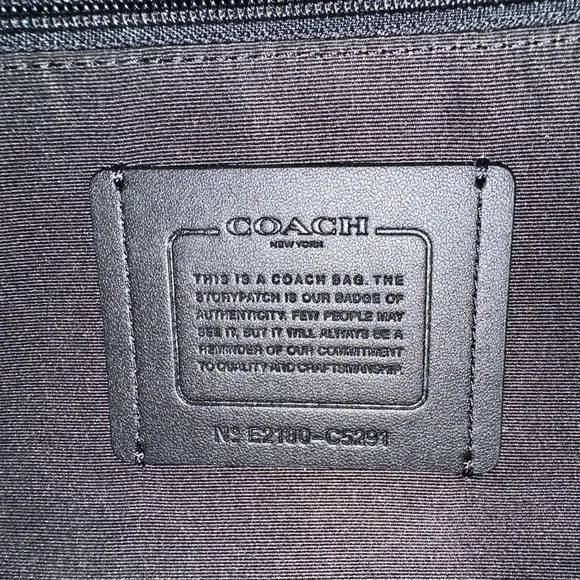 COACH
NEW YORK
THIS IS A COACH BAG. THE
STORYPATCH IS OUR BADGE OF
AUTHENTICITY. FEW PEOPLE MAY
SEE IT, BUT IT WILL ALWAYS BE A
REMINDER OF OUR COMMITMENT
TO QUALITY AND CRAFTSMANSHIP.
Nº E2180-C5291